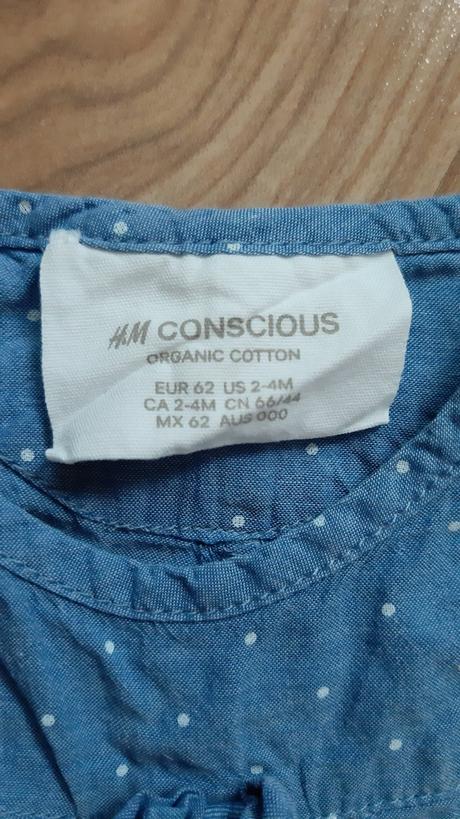 H&M CONSCIOUS
ORGANIC COTTON
EUR 62 US 2-4M
CA 2-4M CN 66/44
MX 62 AUS 000